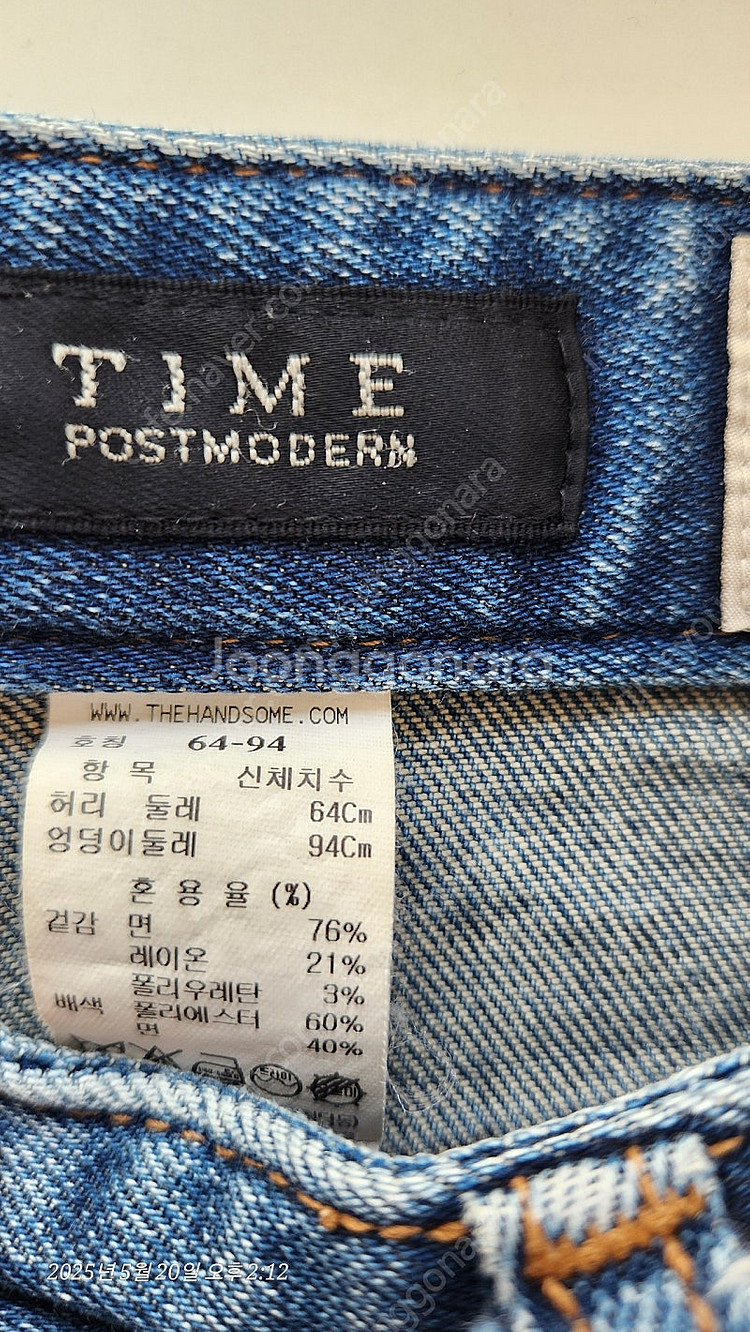 TIME
POSTMODERN
Joonggonara
WWW.THEHANDSOME.COM
호칭 64-94
항 목 신체치수
허리 둘레 64Cm
엉덩이둘레 94Cm
혼 용 율 (%)
겉감 면 76%
레이온 21%
폴리우레탄 3%
배색 폴리에스터 60%
면 40%
2025년 5월 20일 오후 2:12